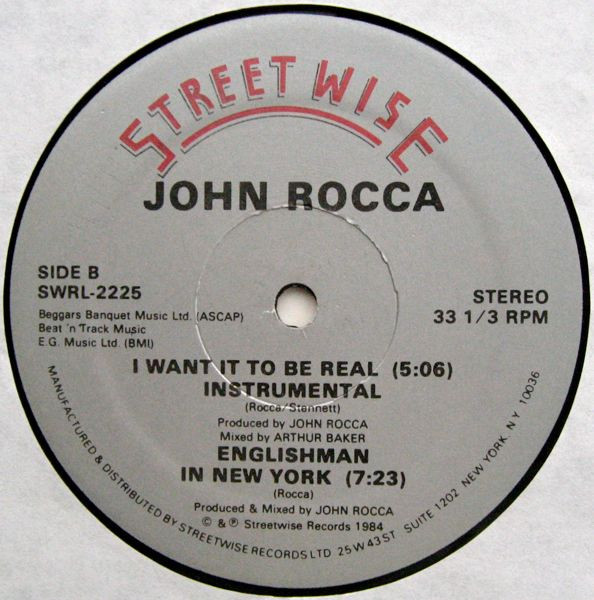 STREETWISE
JOHN ROCCA
SIDE B
SWRL-2225
STEREO
33 1/3 RPM
Beggars Banquet Music Ltd. (ASCAP)
Beat 'n Track Music
E.G. Music Ltd. (BMI)
I WANT IT TO BE REAL (5:06)
INSTRUMENTAL
(Rocca/Stennett)
Produced by JOHN ROCCA
Mixed by ARTHUR BAKER
ENGLISHMAN
IN NEW YORK (7:23)
(Rocca)
Produced & Mixed by JOHN ROCCA
© & ℗ Streetwise Records 1984
MANUFACTURED & DISTRIBUTED BY STREETWISE RECORDS LTD 25 W 43 ST SUITE 1202 NEW YORK NY 10036